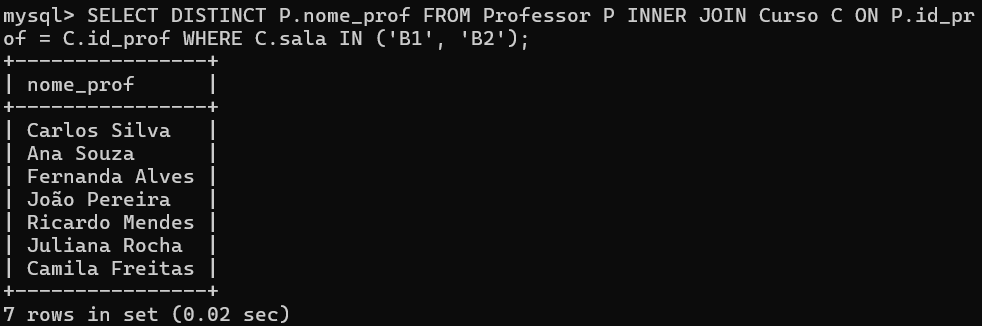 mysql> SELECT DISTINCT P.nome_prof FROM Professor P INNER JOIN Curso C ON P.id_pr
of = C.id_prof WHERE C.sala IN ('B1', 'B2');
+---------------+
| nome_prof     |
+---------------+
| Carlos Silva  |
| Ana Souza     |
| Fernanda Alves |
| João Pereira  |
| Ricardo Mendes |
| Juliana Rocha |
| Camila Freitas |
+---------------+
7 rows in set (0.02 sec)